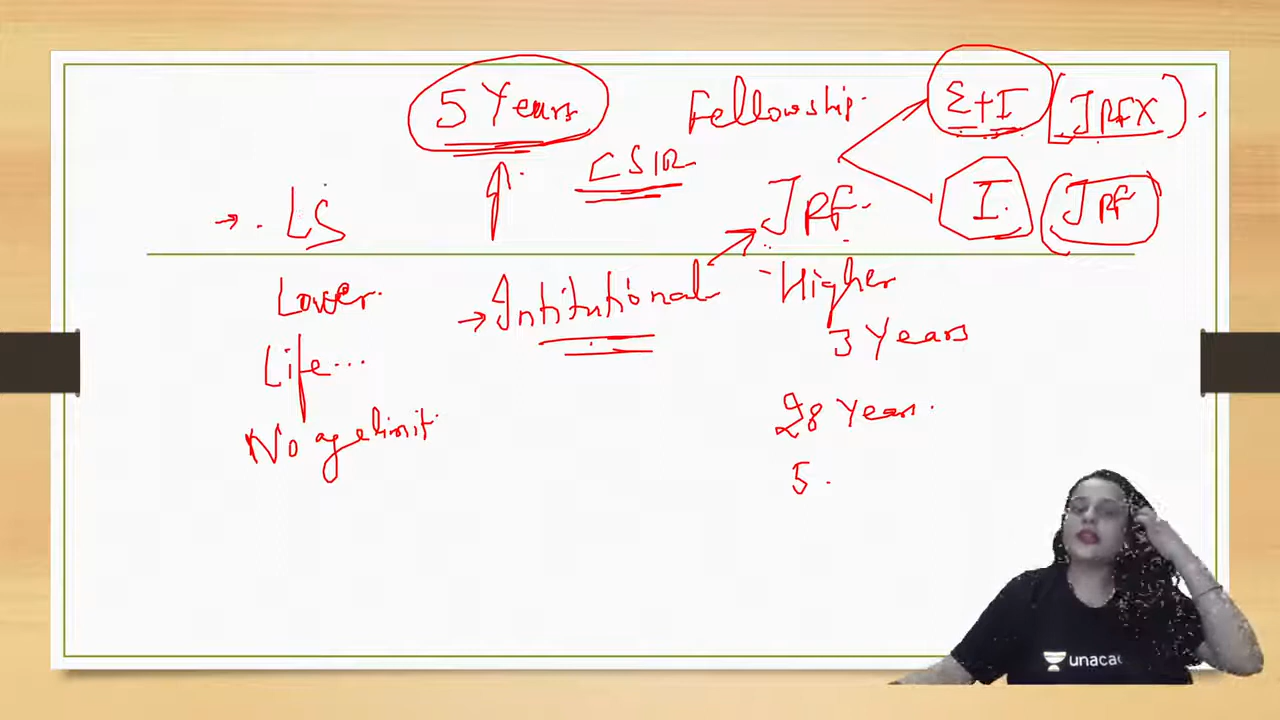 5 Years
Fellowship.
E+I [JRFX).
CSIR
→ . LS
JRF.
I. (JRF)
Lower.
→ Intitutional
- Higher
3 Years
Life...
28 Years.
No age limit.
5.
unaca